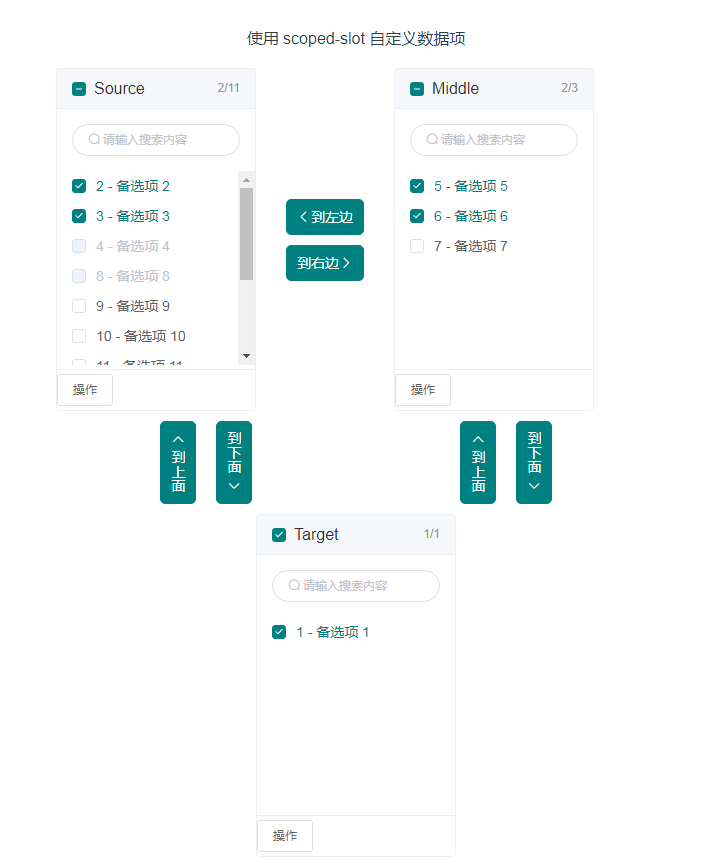 使用 scoped-slot 自定义数据项
Source 2/11
请输入搜索内容
2 - 备选项 2
3 - 备选项 3
4 - 备选项 4
8 - 备选项 8
9 - 备选项 9
10 - 备选项 10
11 - 备选项 11
操作
到左边
到右边
Middle 2/3
请输入搜索内容
5 - 备选项 5
6 - 备选项 6
7 - 备选项 7
操作
到上面
到下面
到上面
到下面
Target 1/1
请输入搜索内容
1 - 备选项 1
操作